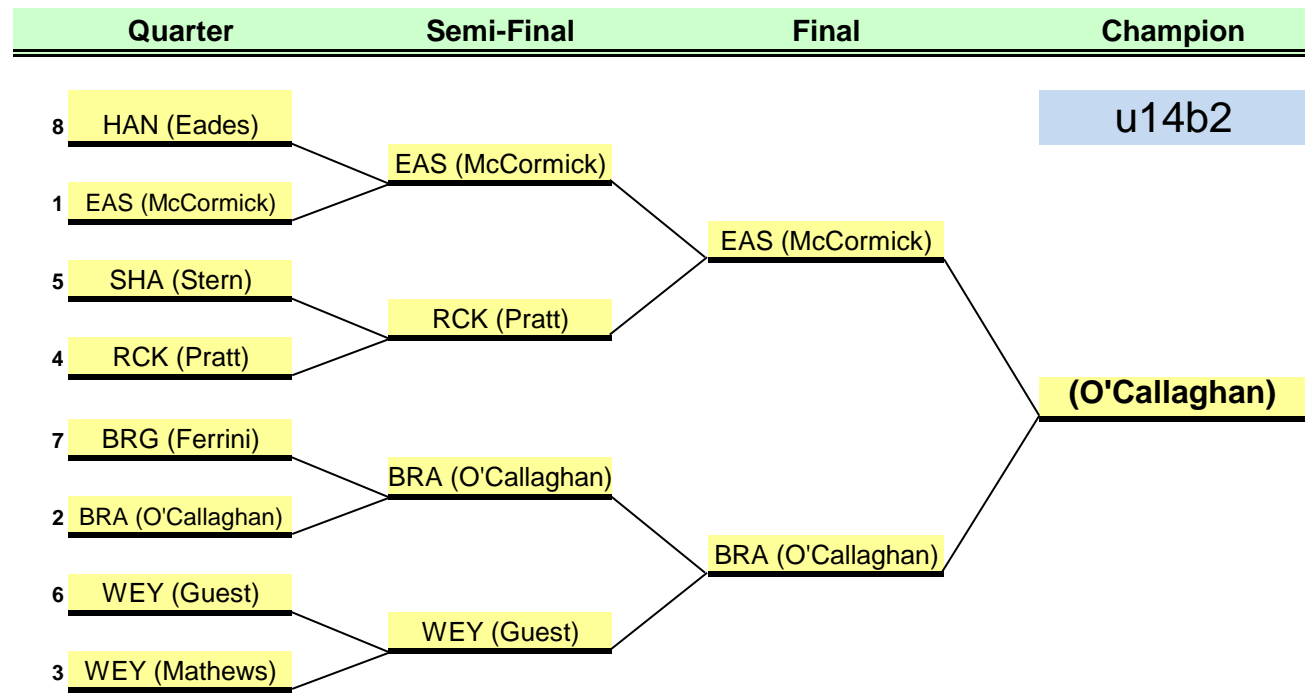 Quarter Semi-Final Final Champion
u14b2
8 HAN (Eades)
EAS (McCormick)
1 EAS (McCormick)
EAS (McCormick)
5 SHA (Stern)
RCK (Pratt)
4 RCK (Pratt)
(O'Callaghan)
7 BRG (Ferrini)
BRA (O'Callaghan)
2 BRA (O'Callaghan)
BRA (O'Callaghan)
6 WEY (Guest)
WEY (Guest)
3 WEY (Mathews)